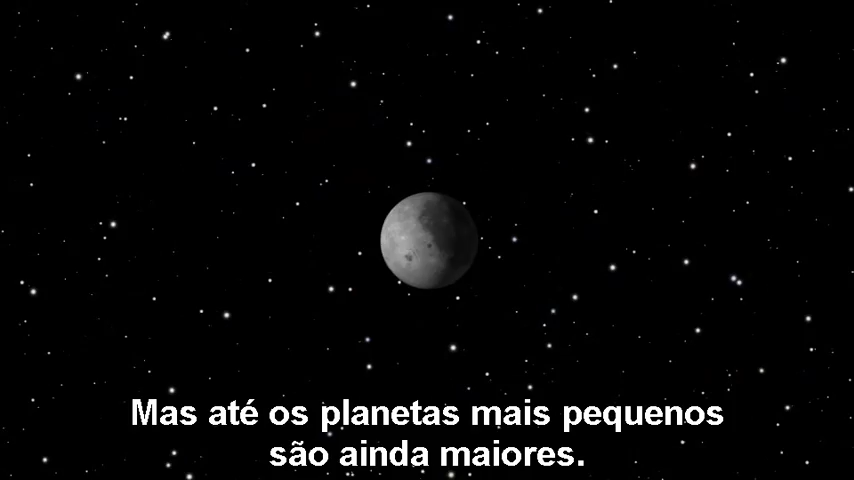 Mas até os planetas mais pequenos
são ainda maiores.